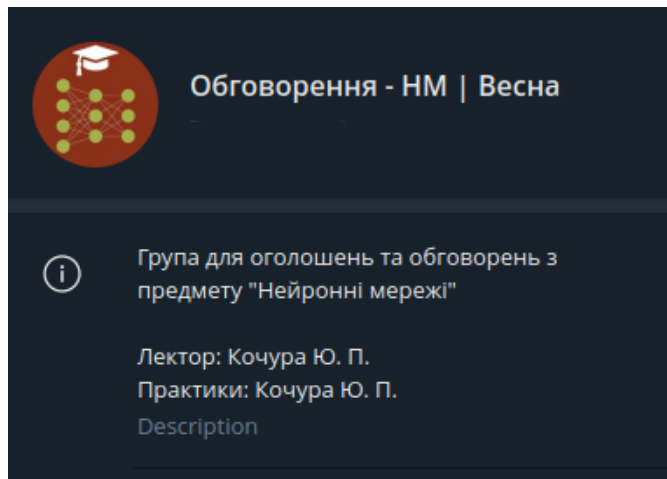 Обговорення - НМ | Весна
Група для оголошень та обговорень з
предмету "Нейронні мережі"
Лектор: Кочура Ю. П.
Практики: Кочура Ю. П.
Description